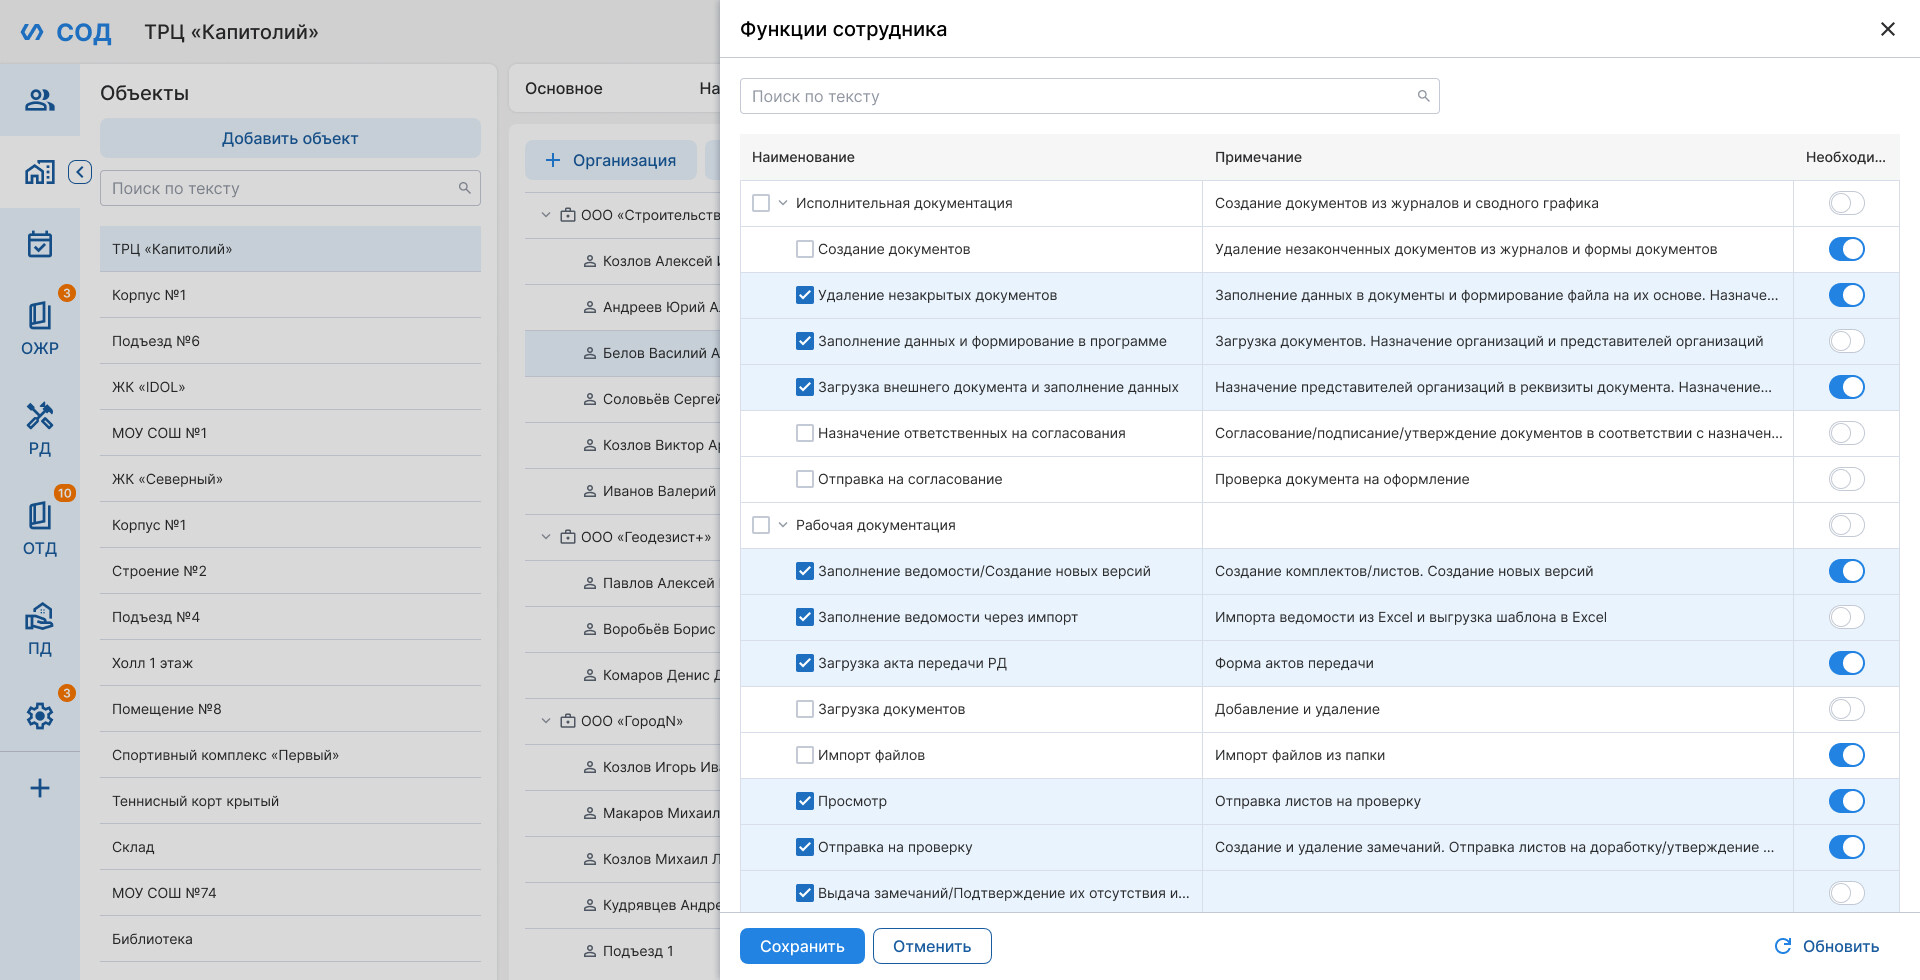 СОД
ТРЦ «Капитолий»
ОЖР
3
РД
ОТД
10
ПД
3
Объекты
Добавить объект
Поиск по тексту
ТРЦ «Капитолий»
Корпус №1
Подъезд №6
ЖК «IDOL»
МОУ СОШ №1
ЖК «Северный»
Корпус №1
Строение №2
Подъезд №4
Холл 1 этаж
Помещение №8
Спортивный комплекс «Первый»
Теннисный корт крытый
Склад
МОУ СОШ №74
Библиотека
Основное
На
Организация
ООО «Строительств
Козлов Алексей И
Андреев Юрий Ал
Белов Василий А
Соловьёв Сергей
Козлов Виктор Ар
Иванов Валерий
ООО «Геодезист+»
Павлов Алексей
Воробьёв Борис
Комаров Денис Д
ООО «ГородN»
Козлов Игорь Ива
Макаров Михаил
Козлов Михаил Л
Кудрявцев Андре
Подъезд 1
Функции сотрудника
Поиск по тексту
Наименование Примечание Необходи...
Исполнительная документация Создание документов из журналов и сводного графика
Создание документов Удаление незаконченных документов из журналов и формы документов
Удаление незакрытых документов Заполнение данных в документы и формирование файла на их основе. Назначе...
Заполнение данных и формирование в программе Загрузка документов. Назначение организаций и представителей организаций
Загрузка внешнего документа и заполнение данных Назначение представителей организаций в реквизиты документа. Назначение...
Назначение ответственных на согласования Согласование/подписание/утверждение документов в соответствии с назначен...
Отправка на согласование Проверка документа на оформление
Рабочая документация
Заполнение ведомости/Создание новых версий Создание комплектов/листов. Создание новых версий
Заполнение ведомости через импорт Импорта ведомости из Excel и выгрузка шаблона в Excel
Загрузка акта передачи РД Форма актов передачи
Загрузка документов Добавление и удаление
Импорт файлов Импорт файлов из папки
Просмотр Отправка листов на проверку
Отправка на проверку Создание и удаление замечаний. Отправка листов на доработку/утверждение ...
Выдача замечаний/Подтверждение их отсутствия и...
Сохранить
Отменить
Обновить